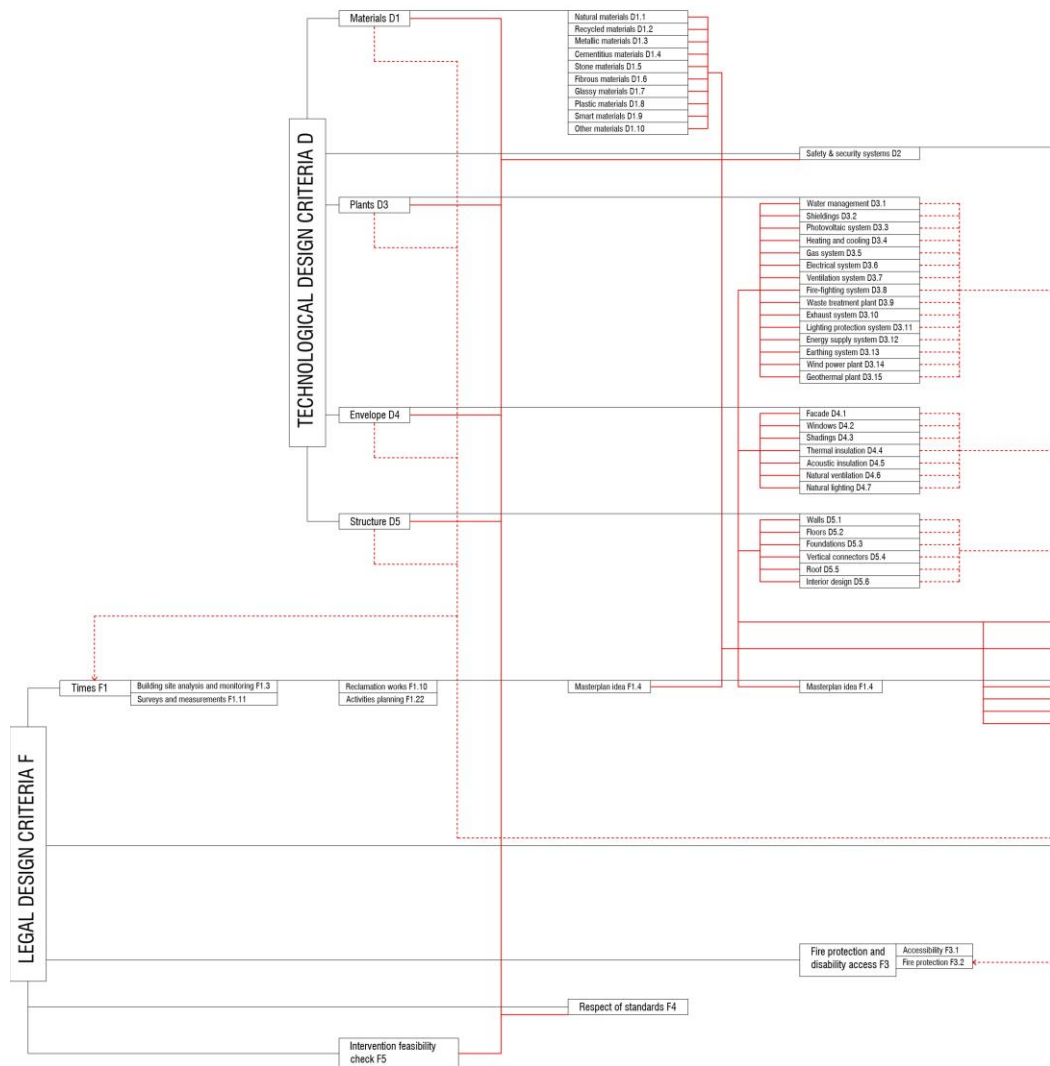 Materials D1
Natural materials D1.1
Recycled materials D1.2
Metallic materials D1.3
Cementitius materials D1.4
Stone materials D1.5
Fibrous materials D1.6
Glassy materials D1.7
Plastic materials D1.8
Smart materials D1.9
Other materials D1.10
TECHNOLOGICAL DESIGN CRITERIA D
Safety & security systems D2
Plants D3
Water management D3.1
Shieldings D3.2
Photovoltaic system D3.3
Heating and cooling D3.4
Gas system D3.5
Electrical system D3.6
Ventilation system D3.7
Fire-fighting system D3.8
Waste treatment plant D3.9
Exhaust system D3.10
Lighting protection system D3.11
Energy supply system D3.12
Earthing system D3.13
Wind power plant D3.14
Geothermal plant D3.15
Envelope D4
Facade D4.1
Windows D4.2
Shadings D4.3
Thermal insulation D4.4
Acoustic insulation D4.5
Natural ventilation D4.6
Natural lighting D4.7
Structure D5
Walls D5.1
Floors D5.2
Foundations D5.3
Vertical connectors D5.4
Roof D5.5
Interior design D5.6
Times F1
Building site analysis and monitoring F1.3
Surveys and measurements F1.11
Reclamation works F1.10
Activities planning F1.22
Masterplan idea F1.4
Masterplan idea F1.4
LEGAL DESIGN CRITERIA F
Fire protection and
disability access F3
Accessibility F3.1
Fire protection F3.2
Respect of standards F4
Intervention feasibility
check F5